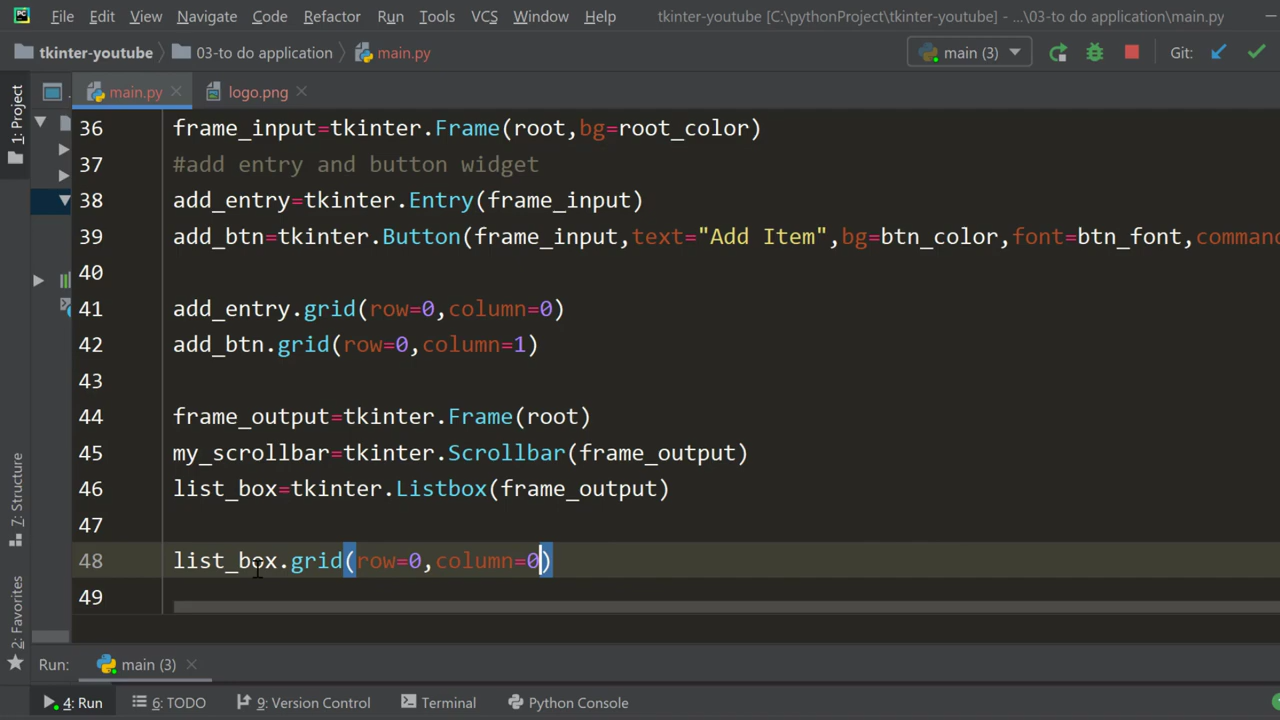 File Edit View Navigate Code Refactor Run Tools VCS Window Help tkinter-youtube [C:\pythonProject\tkinter-youtube] - ...\03-to do application\main.py
tkinter-youtube 03-to do application main.py main (3) Git:
main.py logo.png
1: Project
7: Structure
2: Favorites
36 frame_input=tkinter.Frame(root,bg=root_color)
37 #add entry and button widget
38 add_entry=tkinter.Entry(frame_input)
39 add_btn=tkinter.Button(frame_input,text="Add Item",bg=btn_color,font=btn_font,command
40
41 add_entry.grid(row=0,column=0)
42 add_btn.grid(row=0,column=1)
43
44 frame_output=tkinter.Frame(root)
45 my_scrollbar=tkinter.Scrollbar(frame_output)
46 list_box=tkinter.Listbox(frame_output)
47
48 list_box.grid(row=0,column=0)
49
Run: main (3)
4: Run 6: TODO 9: Version Control Terminal Python Console